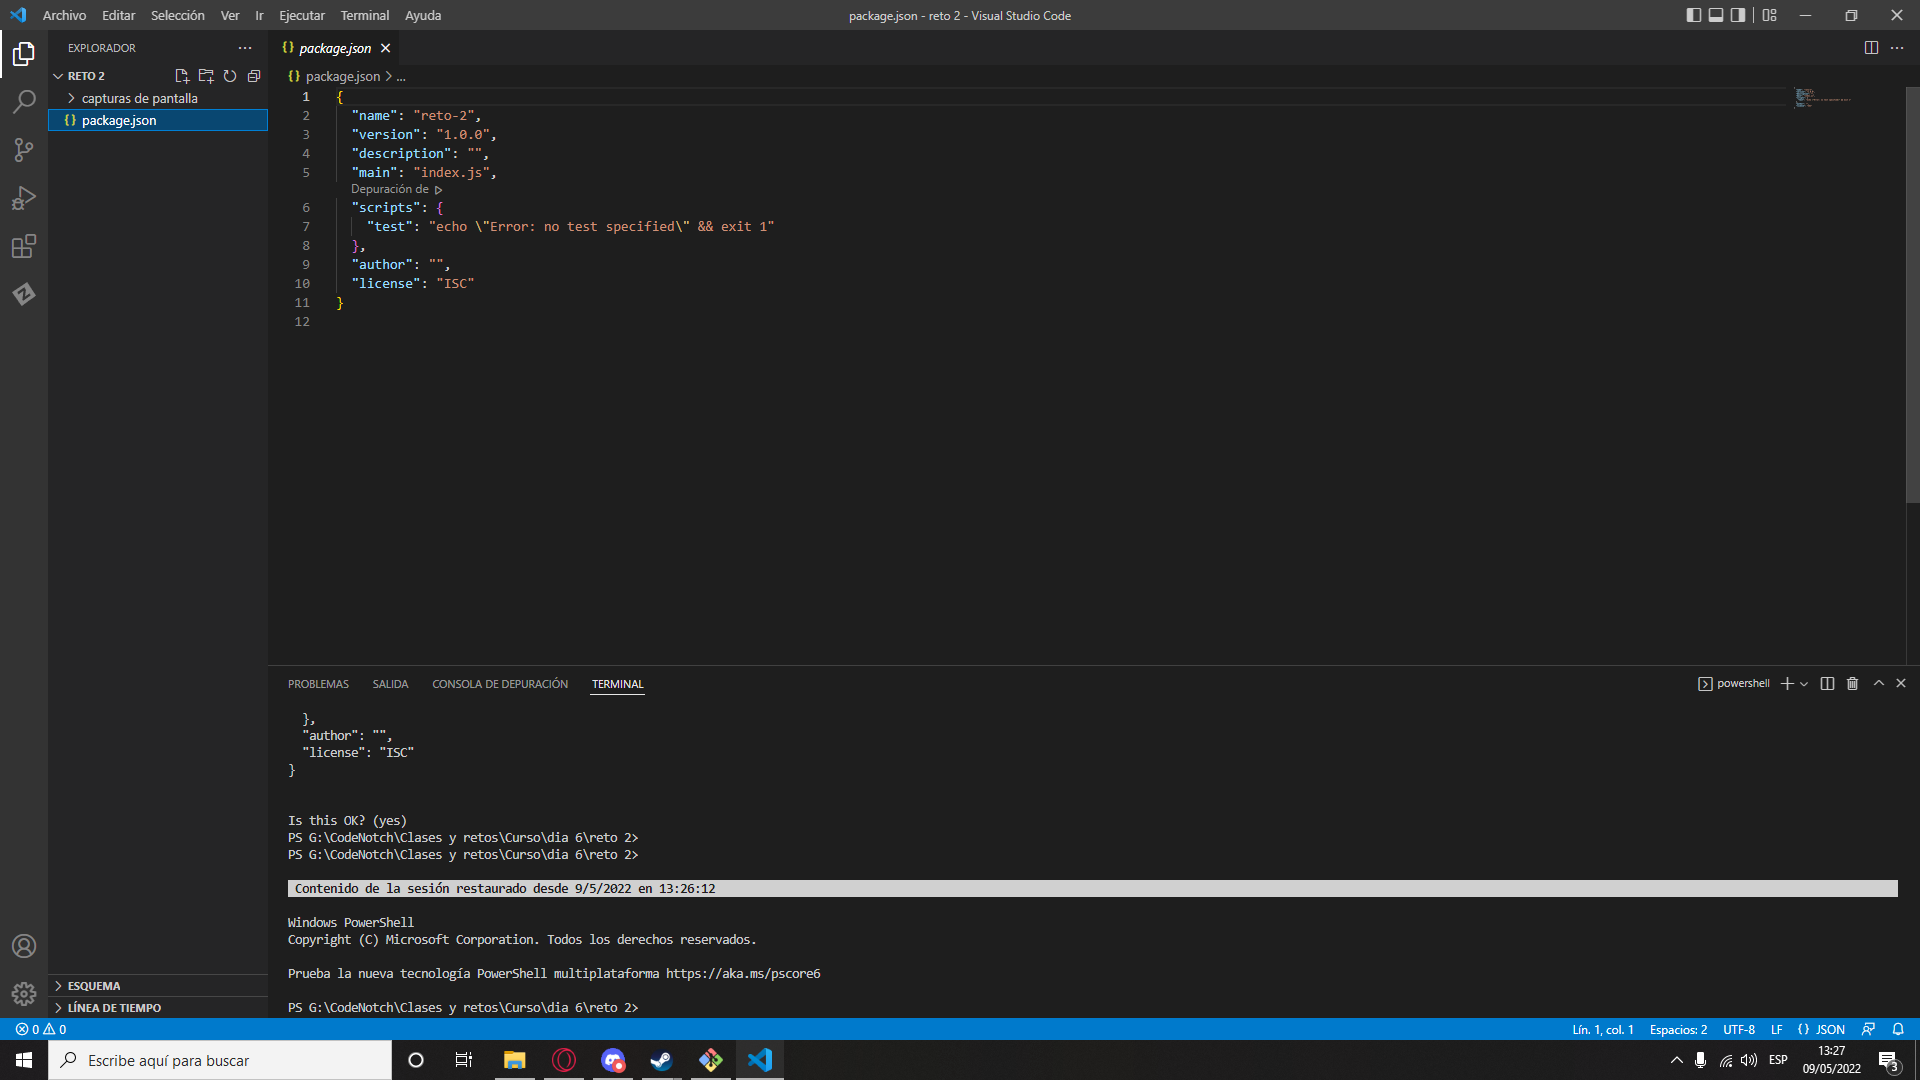 Archivo Editar Selección Ver Ir Ejecutar Terminal Ayuda
package.json - reto 2 - Visual Studio Code
EXPLORADOR
RETO 2
capturas de pantalla
{} package.json
{} package.json
{} package.json > ...
1 {
2 "name": "reto-2",
3 "version": "1.0.0",
4 "description": "",
5 "main": "index.js",
Depuración de
6 "scripts": {
7 "test": "echo \"Error: no test specified\" && exit 1"
8 },
9 "author": "",
10 "license": "ISC"
11 }
12
PROBLEMAS SALIDA CONSOLA DE DEPURACIÓN TERMINAL
powershell
},
"author": "",
"license": "ISC"
}
Is this OK? (yes)
PS G:\CodeNotch\Clases y retos\Curso\dia 6\reto 2>
PS G:\CodeNotch\Clases y retos\Curso\dia 6\reto 2>
Contenido de la sesión restaurado desde 9/5/2022 en 13:26:12
Windows PowerShell
Copyright (C) Microsoft Corporation. Todos los derechos reservados.
Prueba la nueva tecnología PowerShell multiplataforma https://aka.ms/pscore6
PS G:\CodeNotch\Clases y retos\Curso\dia 6\reto 2>
ESQUEMA
LÍNEA DE TIEMPO
0 0
Lín. 1, col. 1 Espacios: 2 UTF-8 LF {} JSON
Escribe aquí para buscar
ESP
13:27
09/05/2022
3